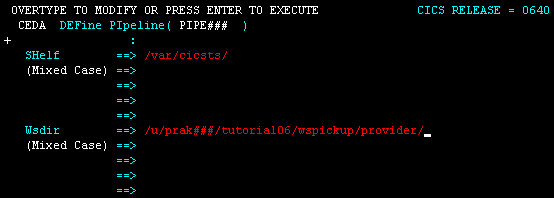 OVERTYPE TO MODIFY OR PRESS ENTER TO EXECUTE CICS RELEASE = 0640
CEDA DEFine PIpeline( PIPE### )
+ :
SHelf ==> /var/cicsts/
(Mixed Case) ==>
==>
==>
==>
Wsdir ==> /u/prak###/tutorial06/wspickup/provider/
(Mixed Case) ==>
==>
==>
==>